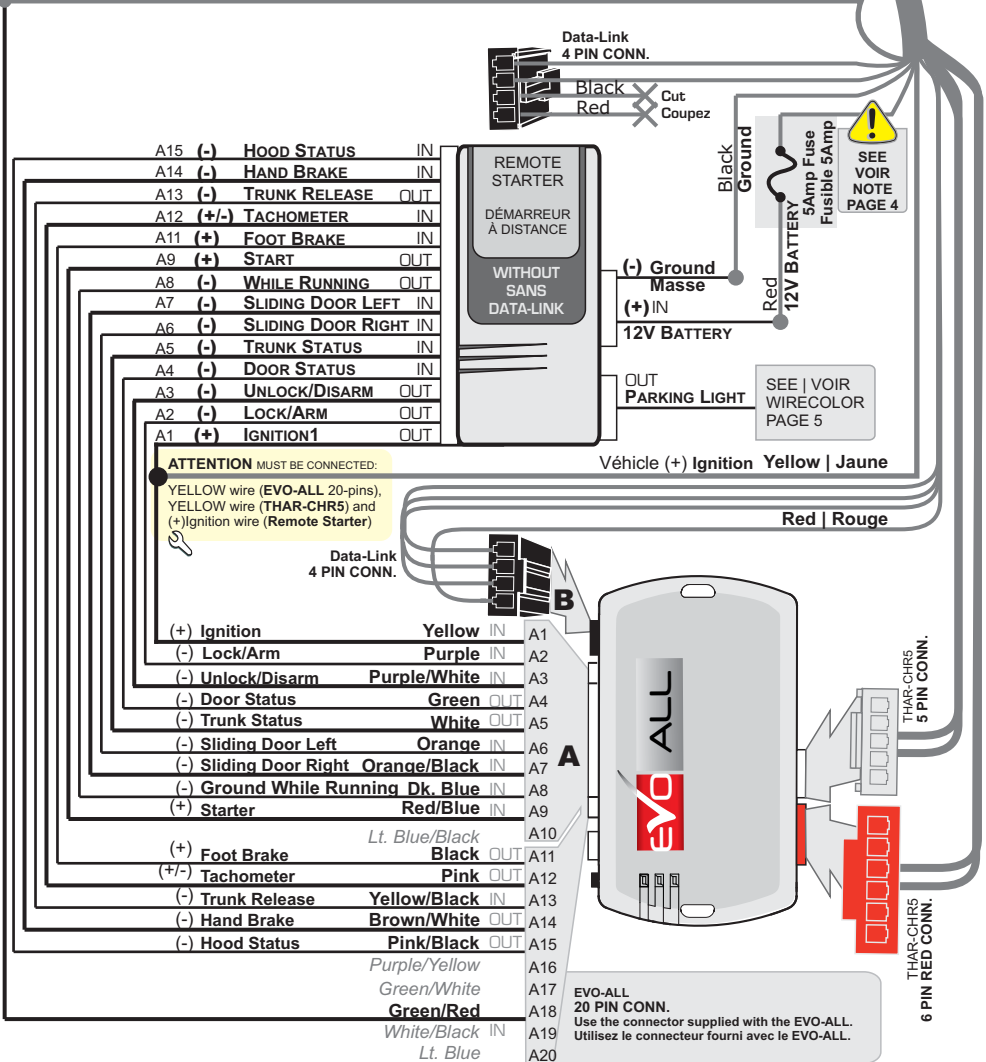 Data-Link
4 PIN CONN.
Black
Red
Cut
Coupez
Black
Ground
5Amp Fuse
Fusible 5Amp
SEE
VOIR
NOTE
PAGE 4
Red
12V BATTERY
A15 (-) HOOD STATUS IN
A14 (-) HAND BRAKE IN
A13 (-) TRUNK RELEASE OUT
A12 (+/-) TACHOMETER IN
A11 (+) FOOT BRAKE IN
A9 (+) START OUT
A8 (-) WHILE RUNNING OUT
A7 (-) SLIDING DOOR LEFT IN
A6 (-) SLIDING DOOR RIGHT IN
A5 (-) TRUNK STATUS IN
A4 (-) DOOR STATUS IN
A3 (-) UNLOCK/DISARM OUT
A2 (-) LOCK/ARM OUT
A1 (+) IGNITION1 OUT
REMOTE
STARTER
DÉMARREUR
À DISTANCE
WITHOUT
SANS
DATA-LINK
(-) Ground
Masse
(+) IN
12V BATTERY
OUT
PARKING LIGHT
SEE | VOIR
WIRECOLOR
PAGE 5
ATTENTION MUST BE CONNECTED:
YELLOW wire (EVO-ALL 20-pins),
YELLOW wire (THAR-CHR5) and
(+)Ignition wire (Remote Starter)
Véhicle (+) Ignition Yellow | Jaune
Red | Rouge
Data-Link
4 PIN CONN.
B
(+) Ignition Yellow IN A1
(-) Lock/Arm Purple IN A2
(-) Unlock/Disarm Purple/White IN A3
(-) Door Status Green OUT A4
(-) Trunk Status White OUT A5
(-) Sliding Door Left Orange IN A6
(-) Sliding Door Right Orange/Black IN A7
(-) Ground While Running Dk. Blue IN A8
(+) Starter Red/Blue IN A9
Lt. Blue/Black A10
(+) Foot Brake Black OUT A11
(+/-) Tachometer Pink OUT A12
(-) Trunk Release Yellow/Black IN A13
(-) Hand Brake Brown/White OUT A14
(-) Hood Status Pink/Black OUT A15
Purple/Yellow A16
Green/White A17
Green/Red A18
White/Black IN A19
Lt. Blue A20
A
EVO ALL
THAR-CHR5
5 PIN CONN.
THAR-CHR5
6 PIN RED CONN.
EVO-ALL
20 PIN CONN.
Use the connector supplied with the EVO-ALL.
Utilisez le connecteur fourni avec le EVO-ALL.